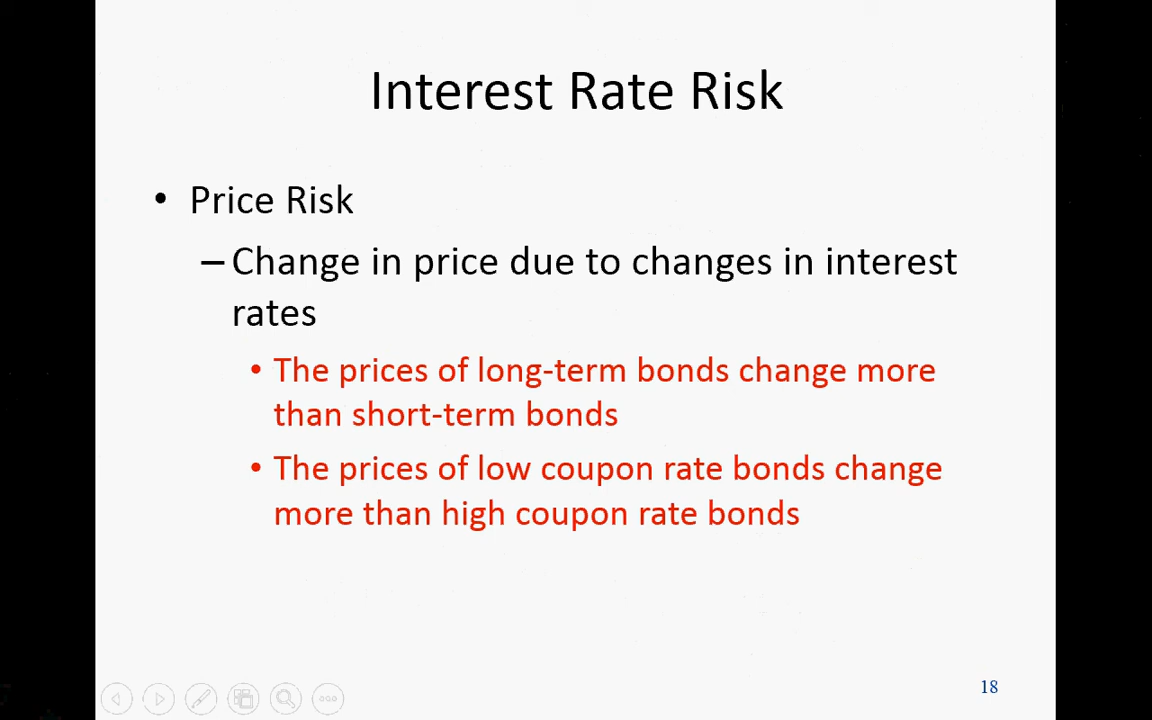 Interest Rate Risk
• Price Risk
– Change in price due to changes in interest
rates
• The prices of long-term bonds change more
than short-term bonds
• The prices of low coupon rate bonds change
more than high coupon rate bonds
18